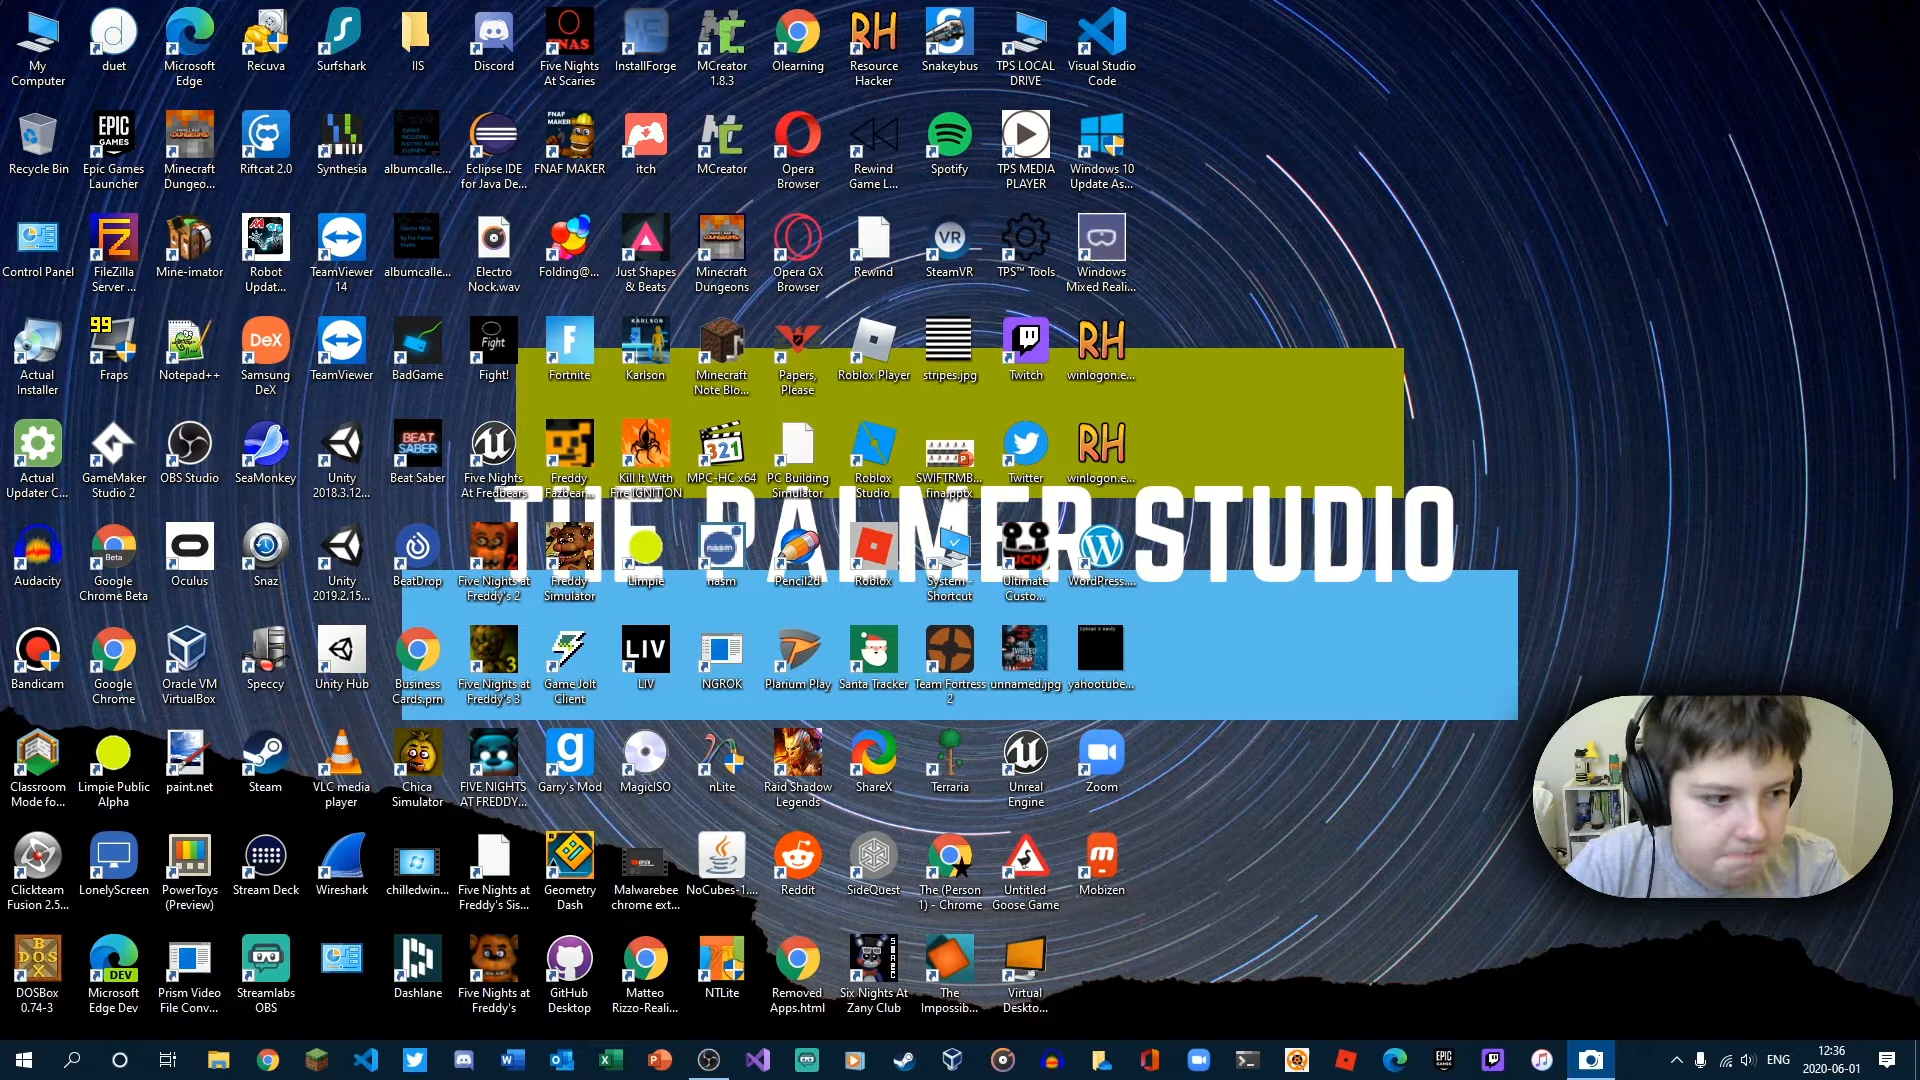 My Computer
duet
Microsoft Edge
Recuva
Surfshark
IIS
Discord
Five Nights At Scaries
InstallForge
MCreator 1.8.3
Olearning
Resource Hacker
Snakeybus
TPS LOCAL DRIVE
Visual Studio Code
Recycle Bin
Epic Games Launcher
Minecraft Dungeo...
Riftcat 2.0
Synthesia
albumcalle...
Eclipse IDE for Java De...
FNAF MAKER
itch
MCreator
Opera Browser
Rewind Game L...
Spotify
TPS MEDIA PLAYER
Windows 10 Update As...
Control Panel
FileZilla Server ...
Mine-imator
Robot Updat...
TeamViewer 14
albumcalle...
Electro Nock.wav
Folding@...
Just Shapes & Beats
Minecraft Dungeons
Opera GX Browser
Rewind
SteamVR
TPS™ Tools
Windows Mixed Reali...
Actual Installer
Fraps
Notepad++
Samsung DeX
TeamViewer
BadGame
Fight!
Fortnite
Karlson
Minecraft Note Blo...
Papers, Please
Roblox Player
stripes.jpg
Twitch
winlogon.e...
Actual Updater C...
GameMaker Studio 2
OBS Studio
SeaMonkey
Unity 2018.3.12...
Beat Saber
Five Nights At Fredbears
Freddy Fazbear...
Kill It With Fire IGNITION
MPC-HC x64
PC Building Simulator
Roblox Studio
SWIFTRMB... fina.pptx
Twitter
winlogon.e...
THE PALMER STUDIO
Audacity
Google Chrome Beta
Oculus
Snaz
Unity 2019.2.15...
BeatDrop
Five Nights at Freddy's 2
Freddy Simulator
Limpie
nasm
Pencil2d
Roblox
System - Shortcut
Ultimate Custo...
WordPress....
Bandicam
Google Chrome
Oracle VM VirtualBox
Speccy
Unity Hub
Business Cards.prn
Five Nights at Freddy's 3
Game Jolt Client
LIV
NGROK
Plarium Play
Santa Tracker
Team Fortress 2
unnamed.jpg
yahootube...
Classroom Mode fo...
Limpie Public Alpha
paint.net
Steam
VLC media player
Chica Simulator
FIVE NIGHTS AT FREDDY...
Garry's Mod
MagicISO
nLite
Raid Shadow Legends
ShareX
Terraria
Unreal Engine
Zoom
Clickteam Fusion 2.5...
LonelyScreen
PowerToys (Preview)
Stream Deck
Wireshark
chilledwin...
Five Nights at Freddy's Sis...
Geometry Dash
Malwarebee chrome ext...
NoCubes-1....
Reddit
SideQuest
The (Person 1) - Chrome
Untitled Goose Game
Mobizen
DOSBox 0.74-3
Microsoft Edge Dev
Prism Video File Conv...
Streamlabs OBS
Dashlane
Five Nights at Freddy's
GitHub Desktop
Matteo Rizzo-Reali...
NTLite
Removed Apps.html
Six Nights At Zany Club
The Impossib...
Virtual Deskto...
ENG
12:36
2020-06-01